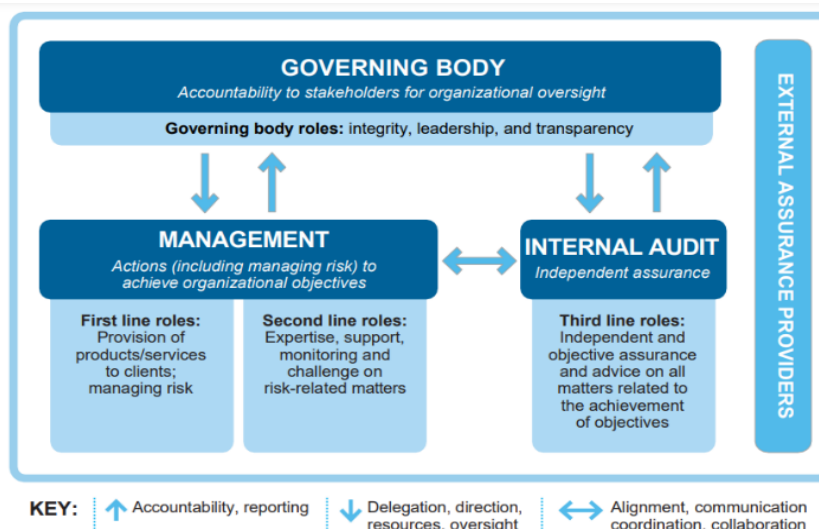 GOVERNING BODY
Accountability to stakeholders for organizational oversight
Governing body roles: integrity, leadership, and transparency
MANAGEMENT
Actions (including managing risk) to
achieve organizational objectives
First line roles:
Provision of
products/services
to clients;
managing risk
Second line roles:
Expertise, support,
monitoring and
challenge on
risk-related matters
INTERNAL AUDIT
Independent assurance
Third line roles:
Independent and
objective assurance
and advice on all
matters related to
the achievement
of objectives
EXTERNAL ASSURANCE PROVIDERS
KEY:
Accountability, reporting
Delegation, direction,
resources, oversight
Alignment, communication
coordination, collaboration